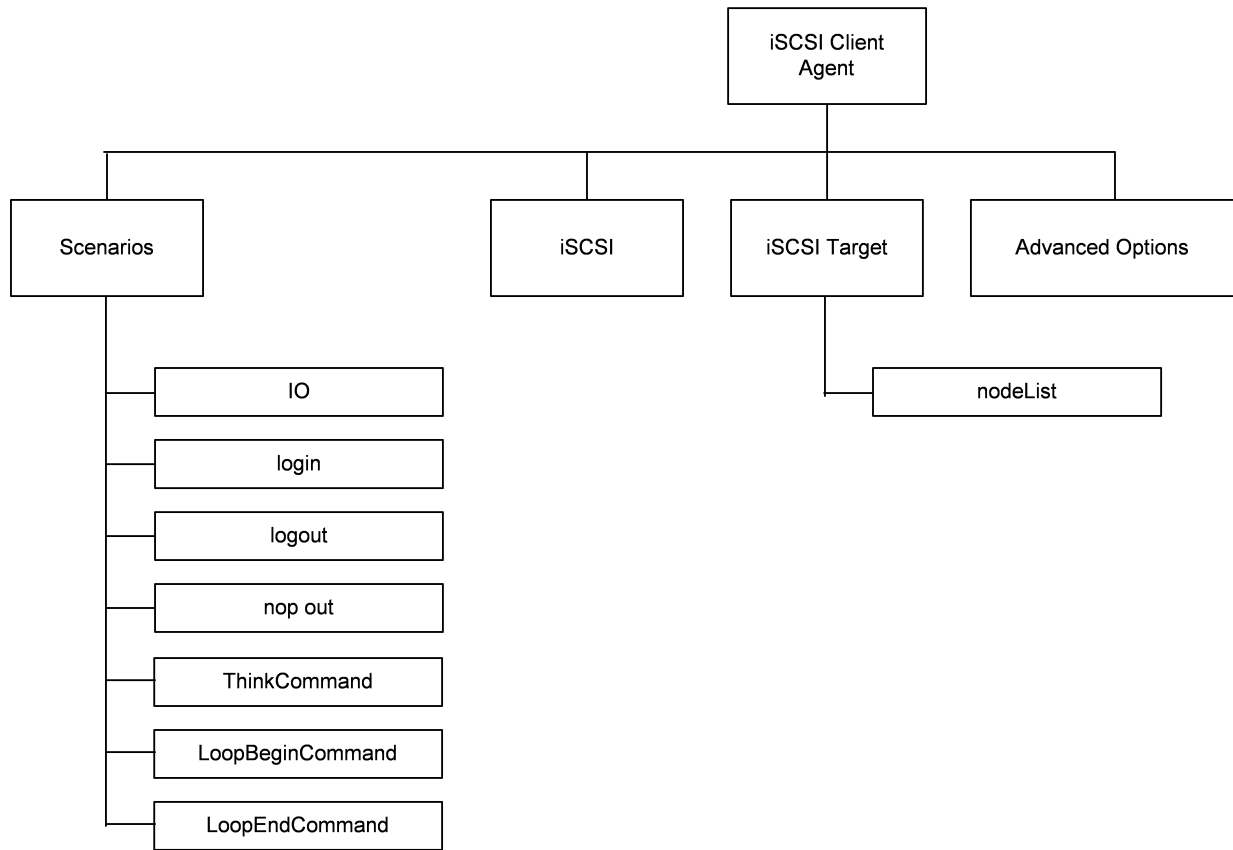 iSCSI Client
Agent
Scenarios
iSCSI
iSCSI Target
Advanced Options
IO
nodeList
login
logout
nop out
ThinkCommand
LoopBeginCommand
LoopEndCommand